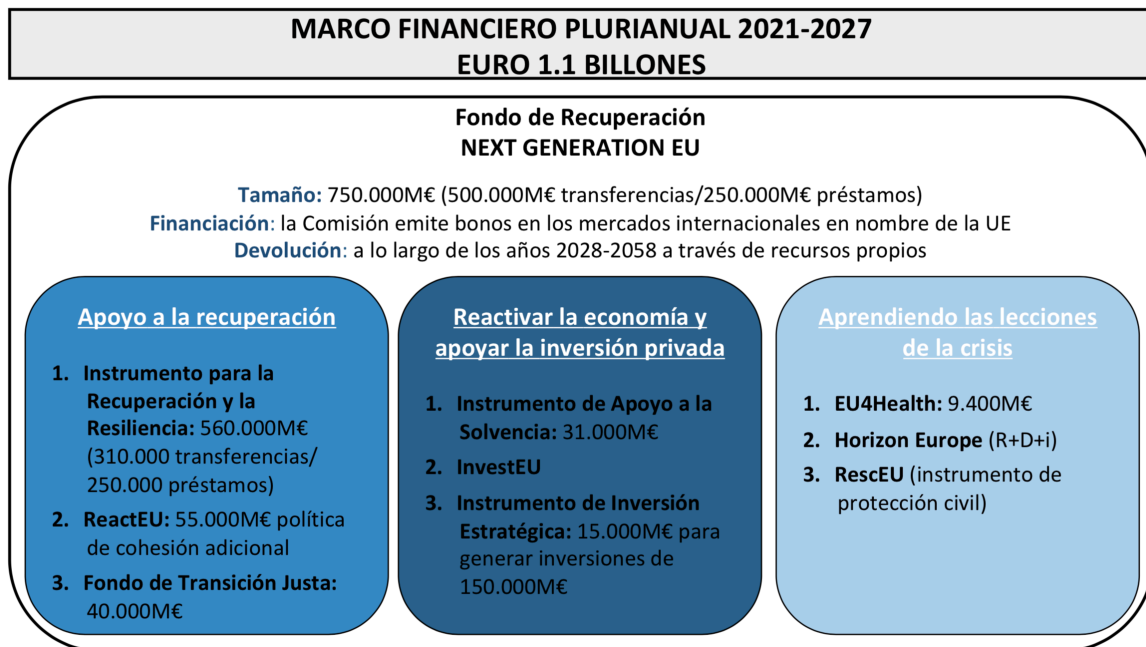 MARCO FINANCIERO PLURIANUAL 2021-2027
EURO 1.1 BILLONES
Fondo de Recuperación
NEXT GENERATION EU
Tamaño: 750.000M€ (500.000M€ transferencias/250.000M€ préstamos)
Financiación: la Comisión emite bonos en los mercados internacionales en nombre de la UE
Devolución: a lo largo de los años 2028-2058 a través de recursos propios
Apoyo a la recuperación
1. Instrumento para la
Recuperación y la
Resiliencia: 560.000M€
(310.000 transferencias/
250.000 préstamos)
2. ReactEU: 55.000M€ política
de cohesión adicional
3. Fondo de Transición Justa:
40.000M€
Reactivar la economía y
apoyar la inversión privada
1. Instrumento de Apoyo a la
Solvencia: 31.000M€
2. InvestEU
3. Instrumento de Inversión
Estratégica: 15.000M€ para
generar inversiones de
150.000M€
Aprendiendo las lecciones
de la crisis
1. EU4Health: 9.400M€
2. Horizon Europe (R+D+i)
3. RescEU (instrumento de
protección civil)